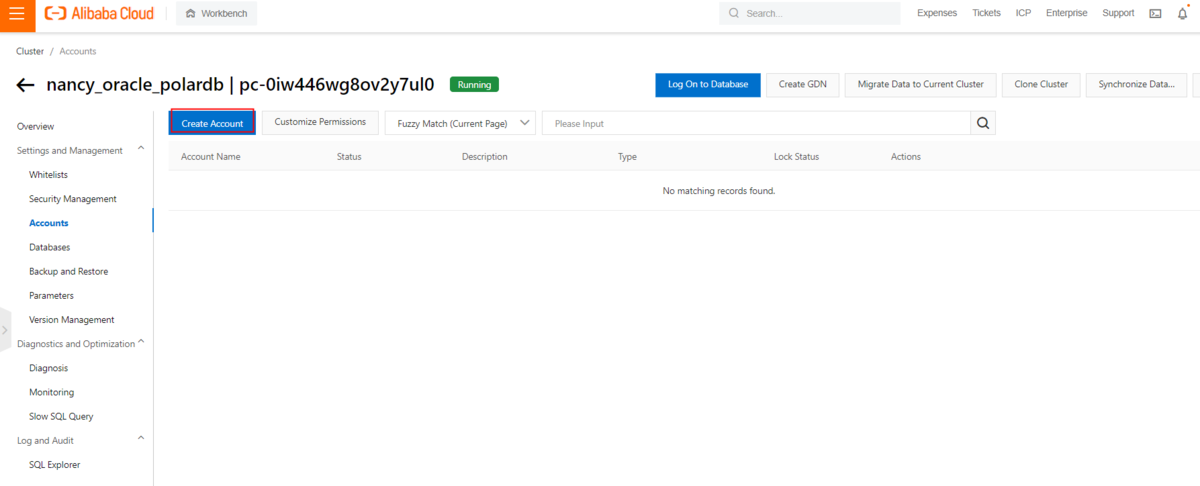 Alibaba Cloud
Workbench
Search...
Expenses
Tickets
ICP
Enterprise
Support
Cluster / Accounts
nancy_oracle_polardb | pc-0iw446wg8ov2y7ul0
Running
Log On to Database
Create GDN
Migrate Data to Current Cluster
Clone Cluster
Synchronize Data...
Overview
Settings and Management
Whitelists
Security Management
Accounts
Databases
Backup and Restore
Parameters
Version Management
Diagnostics and Optimization
Diagnosis
Monitoring
Slow SQL Query
Log and Audit
SQL Explorer
Create Account
Customize Permissions
Fuzzy Match (Current Page)
Please Input
Account Name
Status
Description
Type
Lock Status
Actions
No matching records found.